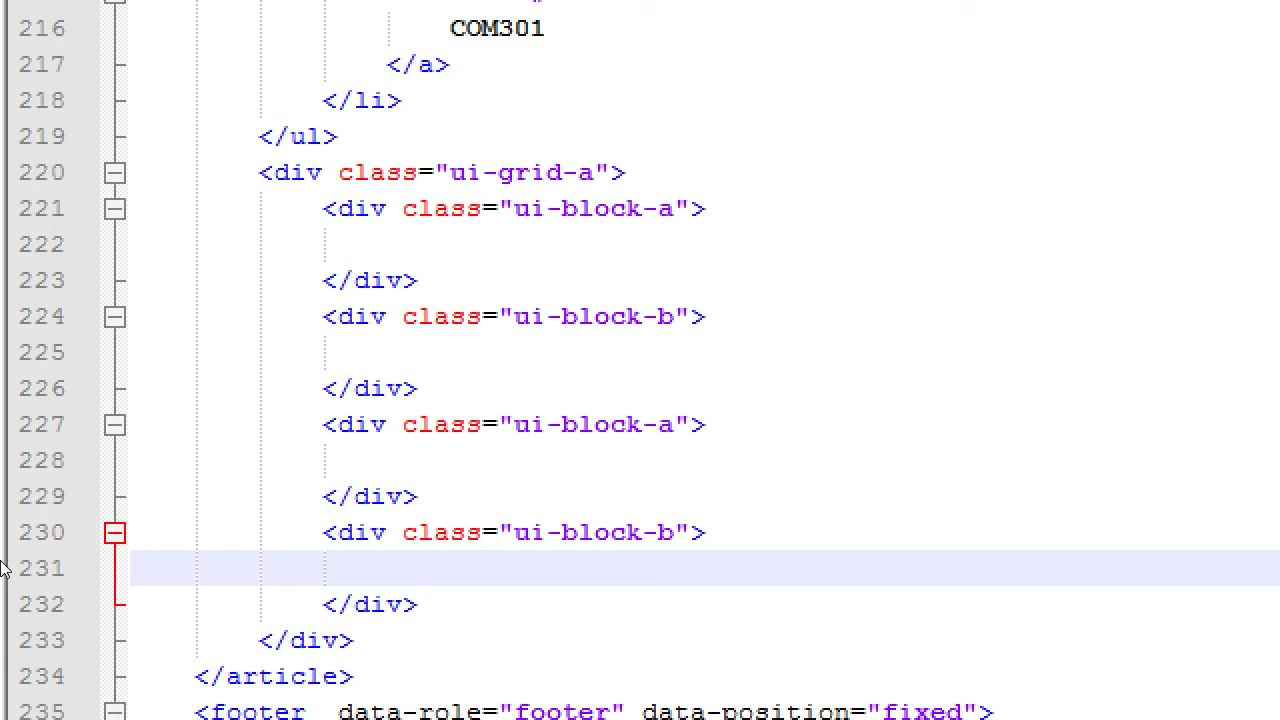 216 COM301
217 </a>
218 </li>
219 </ul>
220 <div class="ui-grid-a">
221 <div class="ui-block-a">
222
223 </div>
224 <div class="ui-block-b">
225
226 </div>
227 <div class="ui-block-a">
228
229 </div>
230 <div class="ui-block-b">
231
232 </div>
233 </div>
234 </article>
235 <footer data-role="footer" data-position="fixed">